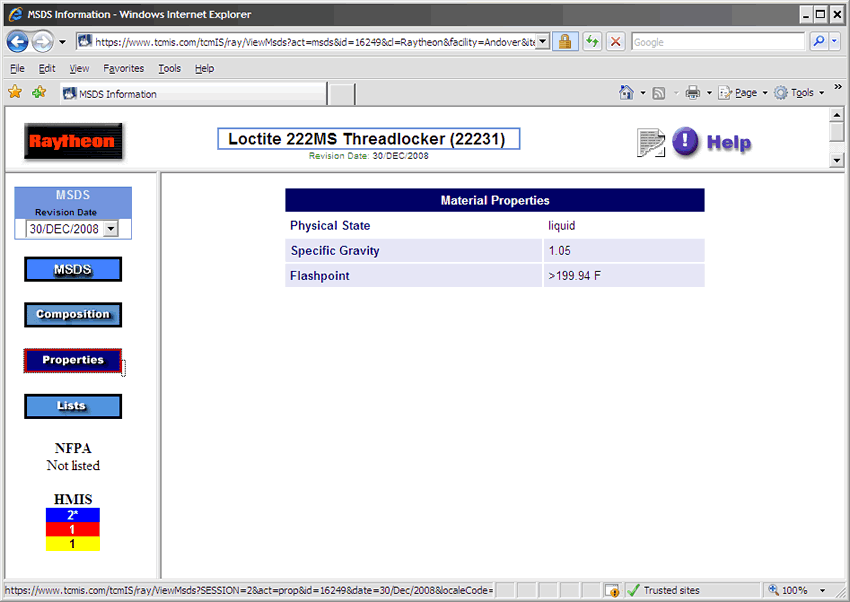 MSDS Information - Windows Internet Explorer
https://www.tcmis.com/tcmIS/ray/ViewMsds?act=msds&id=16249&cl=Raytheon&facility=Andover&ite
Google
File Edit View Favorites Tools Help
MSDS Information
Page Tools »
Raytheon
Loctite 222MS Threadlocker (22231)
Revision Date: 30/DEC/2008
! Help
MSDS
Revision Date
30/DEC/2008
MSDS
Composition
Properties
Lists
NFPA
Not listed
HMIS
2*
1
1
Material Properties
Physical State liquid
Specific Gravity 1.05
Flashpoint >199.94 F
https://www.tcmis.com/tcmIS/ray/ViewMsds?SESSION=2&act=prop&id=16249&date=30/Dec/2008&localeCode=
Trusted sites
100%